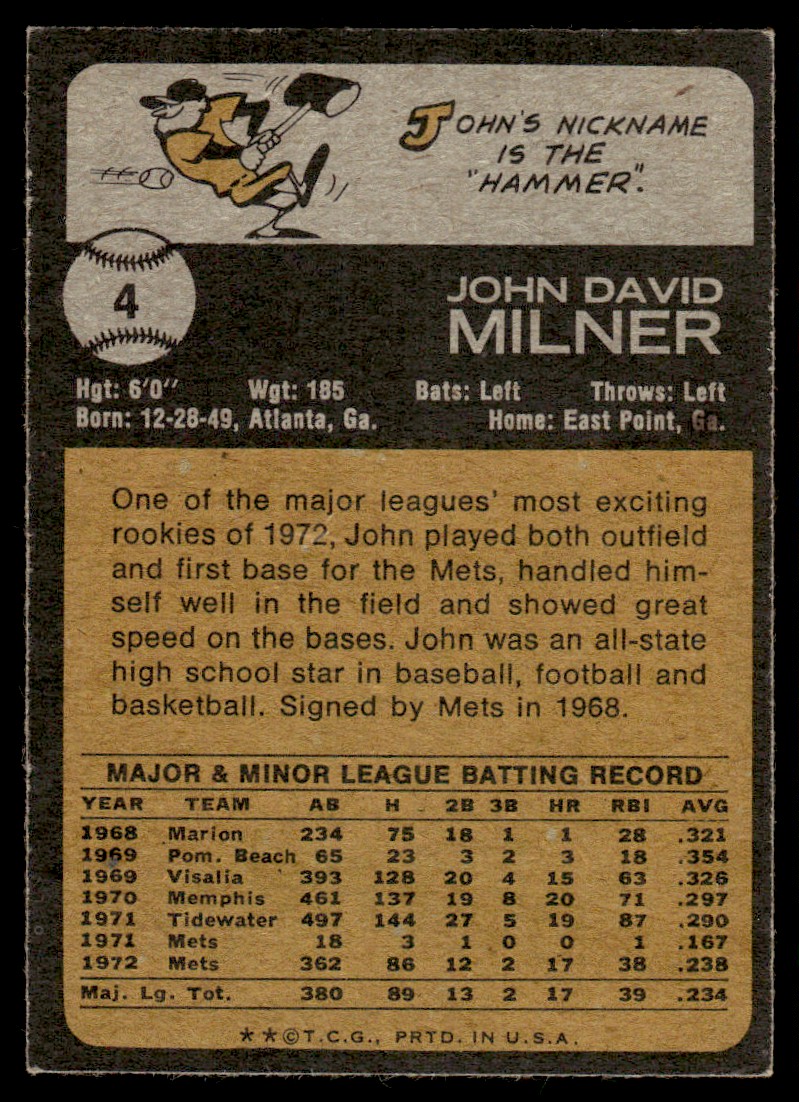 JOHN'S NICKNAME
IS THE
"HAMMER".
4
JOHN DAVID
MILNER
Hgt: 6'0" Wgt: 185 Bats: Left Throws: Left
Born: 12-28-49, Atlanta, Ga. Home: East Point, Ga.
One of the major leagues' most exciting
rookies of 1972, John played both outfield
and first base for the Mets, handled him-
self well in the field and showed great
speed on the bases. John was an all-state
high school star in baseball, football and
basketball. Signed by Mets in 1968.
MAJOR & MINOR LEAGUE BATTING RECORD
YEAR TEAM AB H 2B 3B HR RBI AVG
1968 Marion 234 75 18 1 1 28 .321
1969 Pom. Beach 65 23 3 2 3 18 .354
1969 Visalia 393 128 20 4 15 63 .326
1970 Memphis 461 137 19 8 20 71 .297
1971 Tidewater 497 144 27 5 19 87 .290
1971 Mets 18 3 1 0 0 1 .167
1972 Mets 362 86 12 2 17 38 .238
Maj. Lg. Tot. 380 89 13 2 17 39 .234
**©T.C.G., PRTD. IN U.S.A.